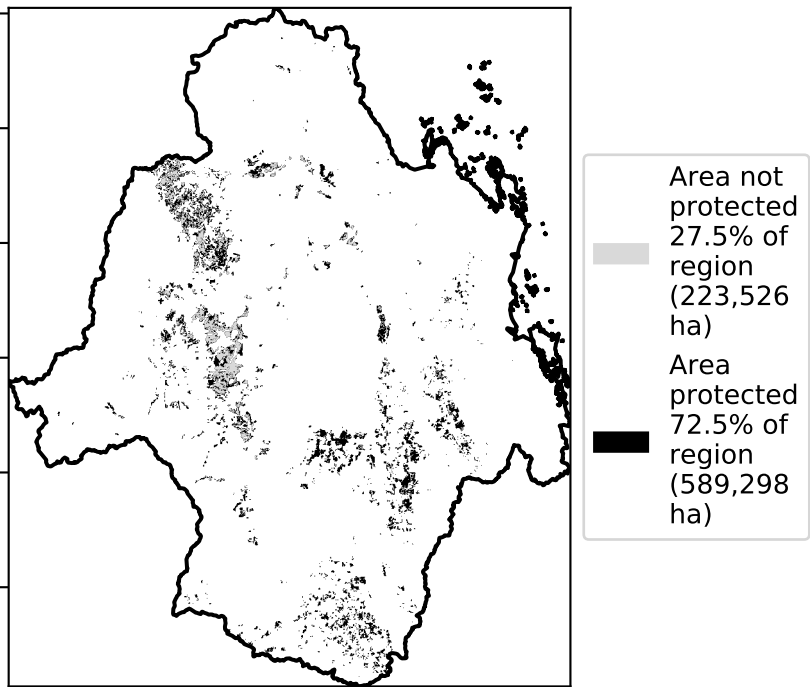 Area not
protected
27.5% of
region
(223,526
ha)
Area
protected
72.5% of
region
(589,298
ha)